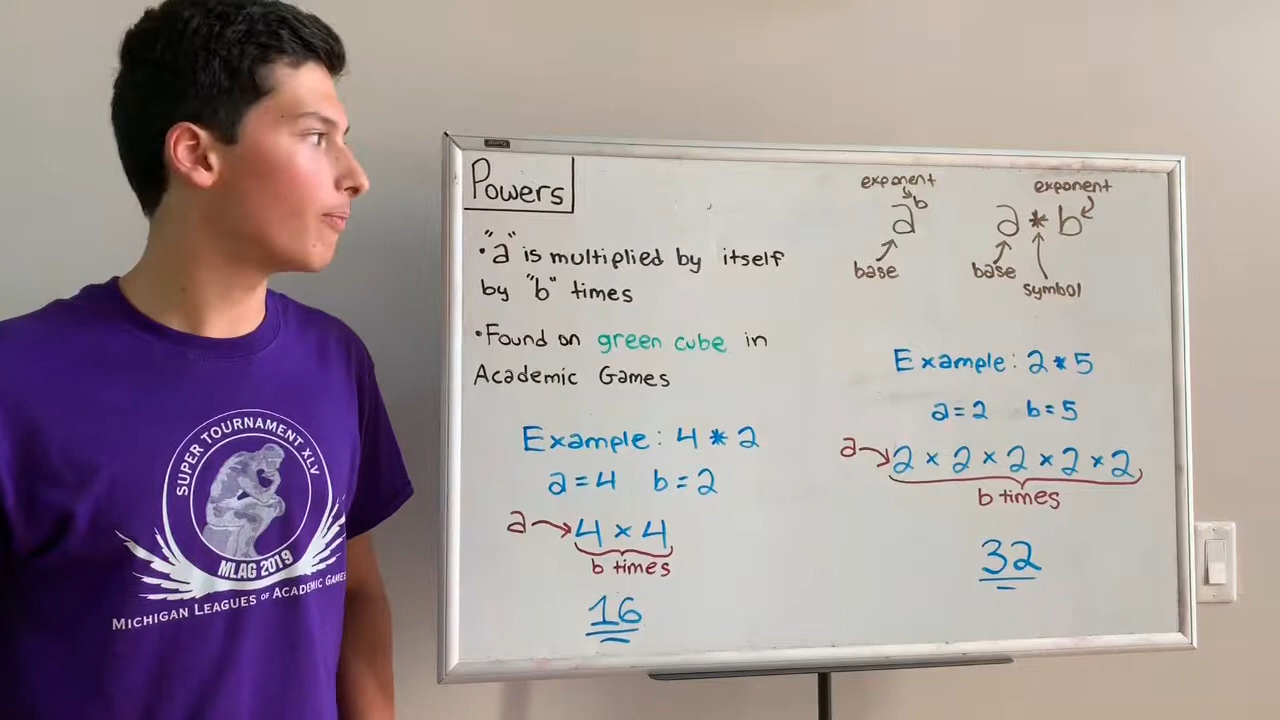 Powers
• "a" is multiplied by itself
by "b" times
• Found on green cube in
Academic Games
Example: 4 * 2
a=4 b=2
a 4 × 4
b times
16
exponent
a^b
base
exponent
a * b
base
symbol
Example: 2 * 5
a=2 b=5
a 2 × 2 × 2 × 2 × 2
b times
32
SUPER TOURNAMENT XLV
MLAG 2019
MICHIGAN LEAGUES OF ACADEMIC GAMES